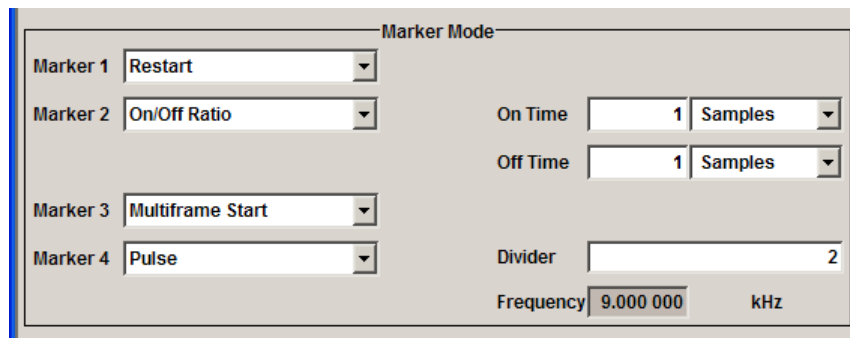 Marker Mode
Marker 1 Restart
Marker 2 On/Off Ratio On Time 1 Samples
Off Time 1 Samples
Marker 3 Multiframe Start
Marker 4 Pulse Divider 2
Frequency 9.000 000 kHz